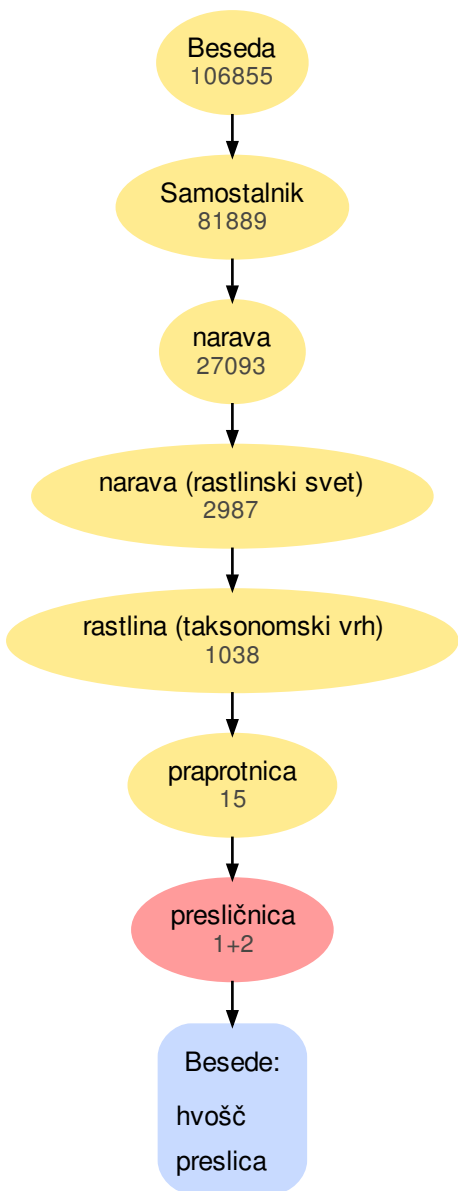 Beseda
106855
Samostalnik
81889
narava
27093
narava (rastlinski svet)
2987
rastlina (taksonomski vrh)
1038
praprotnica
15
presličnica
1+2
Besede:
hvošč
preslica